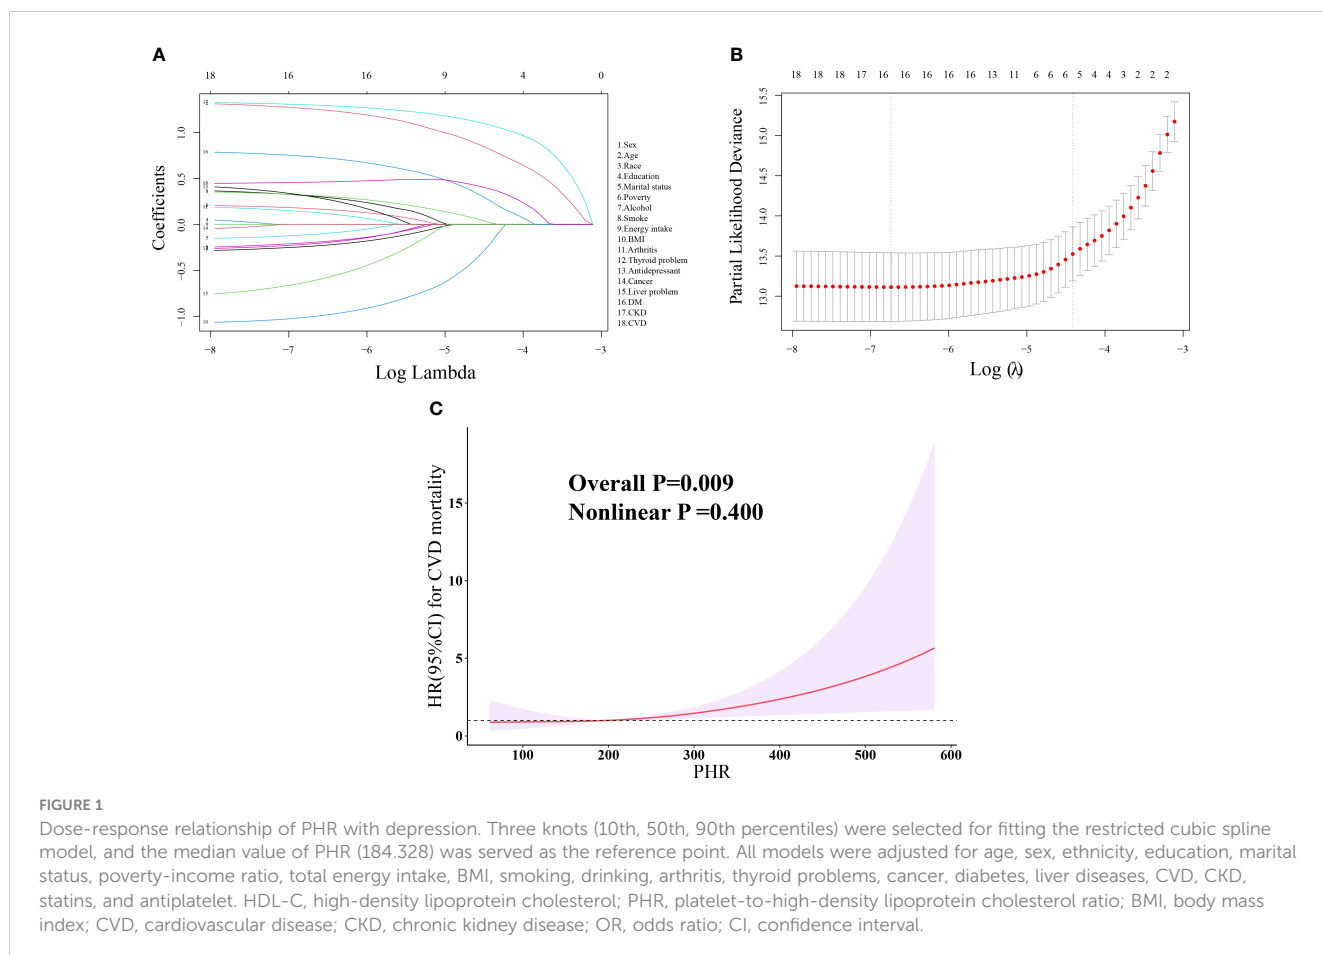 A
18 16 16 9 4 0
Coefficients
1.0
0.5
0.0
−0.5
−1.0
15
10
−8 −7 −6 −5 −4 −3
Log Lambda
1.Sex
2.Age
3.Race
4.Education
5.Marital status
6.Poverty
7.Alcohol
8.Smoke
9.Energy intake
10.BMI
11.Arthritis
12.Thyroid problem
13.Antidepressant
14.Cancer
15.Liver problem
16.DM
17.CKD
18.CVD
B
18 18 18 17 16 16 16 16 16 13 11 6 6 6 5 4 4 3 2 2 2
Partial Likelihood Deviance
15.5
15.0
14.5
14.0
13.5
13.0
−8 −7 −6 −5 −4 −3
Log (λ)
C
HR(95%CI) for CVD mortality
Overall P=0.009
Nonlinear P =0.400
15
10
5
0
100 200 300 400 500 600
PHR
FIGURE 1
Dose-response relationship of PHR with depression. Three knots (10th, 50th, 90th percentiles) were selected for fitting the restricted cubic spline
model, and the median value of PHR (184.328) was served as the reference point. All models were adjusted for age, sex, ethnicity, education, marital
status, poverty-income ratio, total energy intake, BMI, smoking, drinking, arthritis, thyroid problems, cancer, diabetes, liver diseases, CVD, CKD,
statins, and antiplatelet. HDL-C, high-density lipoprotein cholesterol; PHR, platelet-to-high-density lipoprotein cholesterol ratio; BMI, body mass
index; CVD, cardiovascular disease; CKD, chronic kidney disease; OR, odds ratio; CI, confidence interval.